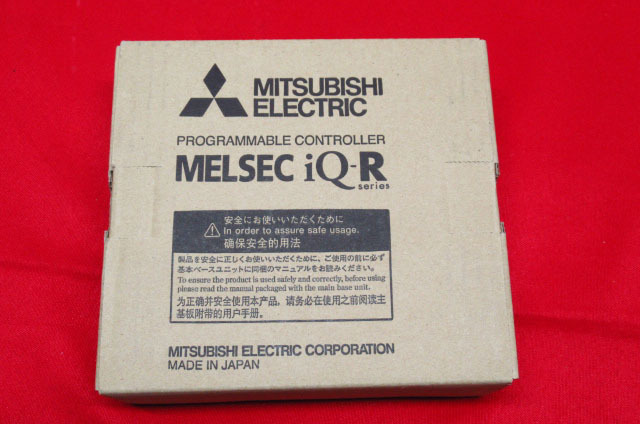 MITSUBISHI
ELECTRIC
PROGRAMMABLE CONTROLLER
MELSEC iQ-R
series
安全にお使いいただくために
In order to assure safe usage.
确保安全的用法
製品を安全に正しくお使いいただくために、ご使用の前に必ず
基本ベースユニットに同梱のマニュアルをお読みください。
To ensure the product is used safely and correctly, before using
please read the manual packaged with the main base unit.
为正确并安全使用本产品，请务必在使用之前阅读主
基板附带的用户手册。
MITSUBISHI ELECTRIC CORPORATION
MADE IN JAPAN